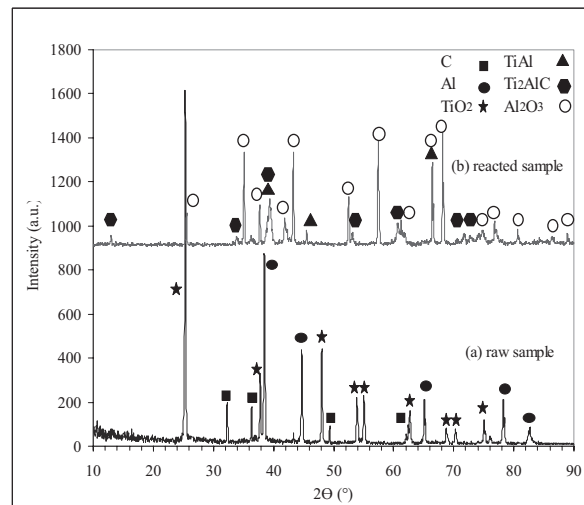 1800
1600
1400
1200
1000
800
600
400
200
0
Intensity (a.u.)
C TiAl
Al Ti2AlC
TiO2 Al2O3
(b) reacted sample
(a) raw sample
10 20 30 40 50 60 70 80 90
2Θ (°)